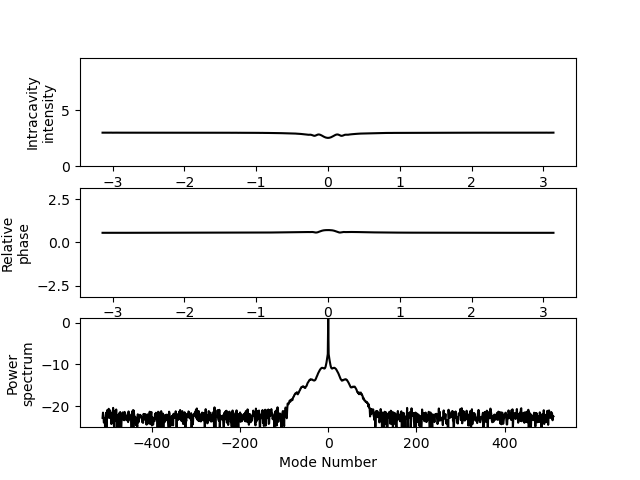 Intracavity
intensity
5
0
−3 −2 −1 0 1 2 3
Relative
phase
2.5
0.0
−2.5
−3 −2 −1 0 1 2 3
Power
spectrum
0
−10
−20
−400 −200 0 200 400
Mode Number